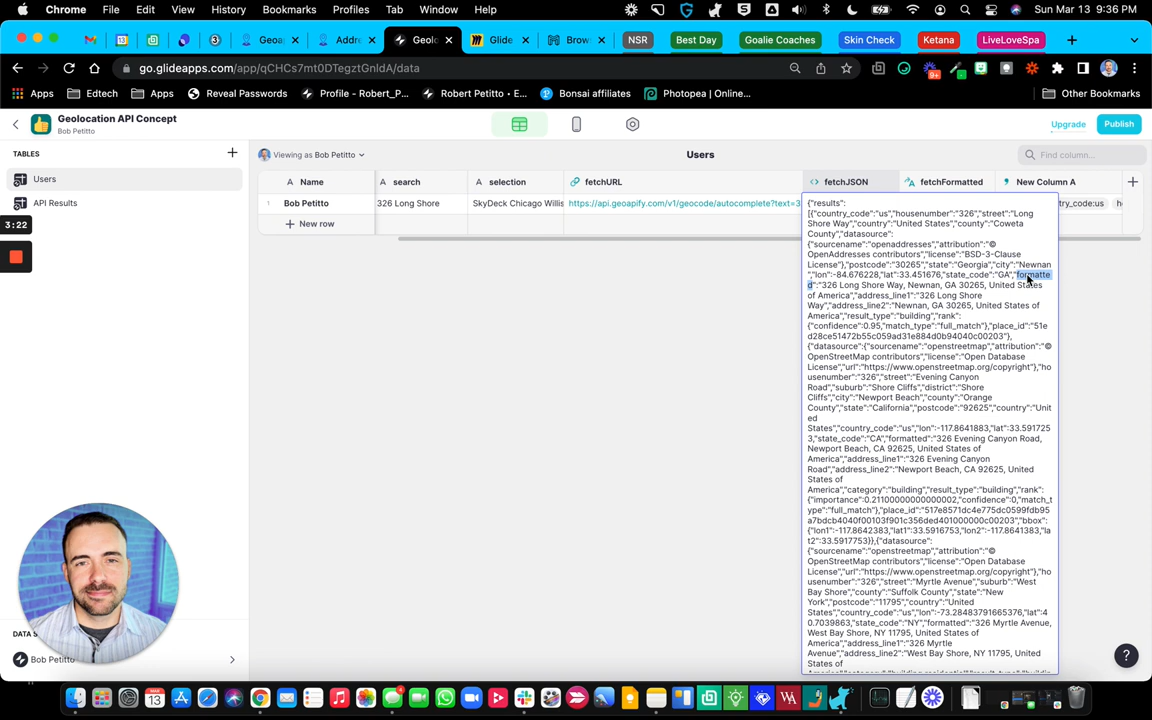 Chrome File Edit View History Bookmarks Profiles Tab Window Help Sun Mar 13 9:36 PM
Geoa Addre Geolo Glide Brow NSR Best Day Goalie Coaches Skin Check Ketana LiveLoveSpa
go.glideapps.com/app/qCHCs7mt0DTegztGnldA/data
Apps Edtech Apps Reveal Passwords Profile - Robert_P... Robert Petitto • E... Bonsai affiliates Photopea | Online... Other Bookmarks
Geolocation API Concept
Bob Petitto
Upgrade Publish
TABLES
Viewing as Bob Petitto
Users
Find column...
Users
API Results
Name search selection fetchURL fetchJSON fetchFormatted New Column A
1 Bob Petitto 326 Long Shore SkyDeck Chicago Willis https://api.geoapify.com/v1/geocode/autocomplete?text=3 try_code:us
New row
3:22
{"results":
[{"country_code":"us","housenumber":"326","street":"Long
Shore Way","country":"United States","county":"Coweta
County","datasource":
{"sourcename":"openaddresses","attribution":"©
OpenAddresses contributors","license":"BSD-3-Clause
License"},"postcode":"30265","state":"Georgia","city":"Newnan
","lon":-84.676228,"lat":33.451676,"state_code":"GA","formatte
d":"326 Long Shore Way, Newnan, GA 30265, United States
of America","address_line1":"326 Long Shore
Way","address_line2":"Newnan, GA 30265, United States of
America","result_type":"building","rank":
{"confidence":0.95,"match_type":"full_match"},"place_id":"51e
d28ce51472b55c059ad31e884d0b94040c00203"},
{"datasource":{"sourcename":"openstreetmap","attribution":"©
OpenStreetMap contributors","license":"Open Database
License","url":"https://www.openstreetmap.org/copyright"},"ho
usenumber":"326","street":"Evening Canyon
Road","suburb":"Shore Cliffs","district":"Shore
Cliffs","city":"Newport Beach","county":"Orange
County","state":"California","postcode":"92625","country":"Unit
ed
States","country_code":"us","lon":-117.8641883,"lat":33.591725
3,"state_code":"CA","formatted":"326 Evening Canyon Road,
Newport Beach, CA 92625, United States of
America","address_line1":"326 Evening Canyon
Road","address_line2":"Newport Beach, CA 92625, United
States of
America","category":"building","result_type":"building","rank":
{"importance":0.21100000000000002,"confidence":0,"match_t
ype":"full_match"},"place_id":"517e8571dc4e775dc0599fdb95
a7bdcb4040f00103f901c356ded401000000c00203","bbox":
{"lon1":-117.8642383,"lat1":33.5916753,"lon2":-117.8641383,"la
t2":33.5917753}},{"datasource":
{"sourcename":"openstreetmap","attribution":"©
OpenStreetMap contributors","license":"Open Database
License","url":"https://www.openstreetmap.org/copyright"},"ho
usenumber":"326","street":"Myrtle Avenue","suburb":"West
Bay Shore","county":"Suffolk County","state":"New
York","postcode":"11795","country":"United
States","country_code":"us","lon":-73.28483791665376,"lat":4
0.7039863,"state_code":"NY","formatted":"326 Myrtle Avenue,
West Bay Shore, NY 11795, United States of
America","address_line1":"326 Myrtle
Avenue","address_line2":"West Bay Shore, NY 11795, United
States of
DATA S
Bob Petitto